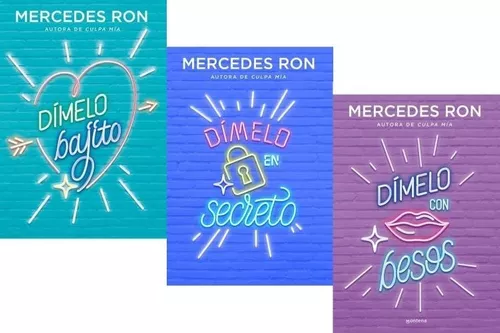 MERCEDES RON
AUTORA DE CULPA MÍA
DÍMELO
bajito
MERCEDES RON
AUTORA DE CULPA MÍA
DÍMELO
EN
secreto
MERCEDES RON
AUTORA DE CULPA MÍA
DÍMELO
CON
besos